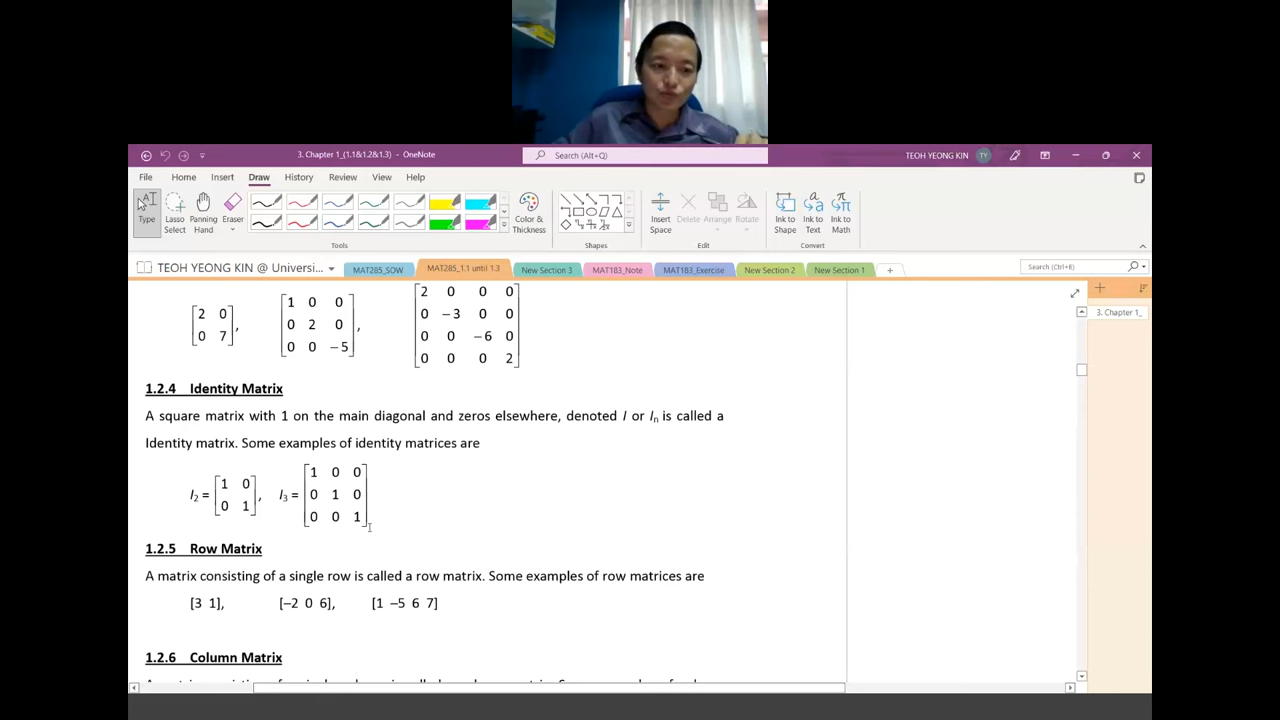 3. Chapter 1_(1.1&1.2&1.3) - OneNote
Search (Alt+Q)
TEOH YEONG KIN TY
File Home Insert Draw History Review View Help
Type
Lasso Select
Panning Hand
Eraser
Color & Thickness
Insert Space
Delete Arrange Rotate
Ink to Shape
Ink to Text
Ink to Math
Tools Shapes Edit Convert
TEOH YEONG KIN @ Universi... MAT285_SOW MAT285_1.1 until 1.3 New Section 3 MAT183_Note MAT183_Exercise New Section 2 New Section 1 +
Search (Ctrl+E)
3. Chapter 1_
[2 0
0 7],
[1 0 0
0 2 0
0 0 −5],
[2 0 0 0
0 −3 0 0
0 0 −6 0
0 0 0 2]
1.2.4 Identity Matrix
A square matrix with 1 on the main diagonal and zeros elsewhere, denoted I or In is called a
Identity matrix. Some examples of identity matrices are
I2 = [1 0
0 1],
I3 = [1 0 0
0 1 0
0 0 1]
1.2.5 Row Matrix
A matrix consisting of a single row is called a row matrix. Some examples of row matrices are
[3 1], [−2 0 6], [1 −5 6 7]
1.2.6 Column Matrix